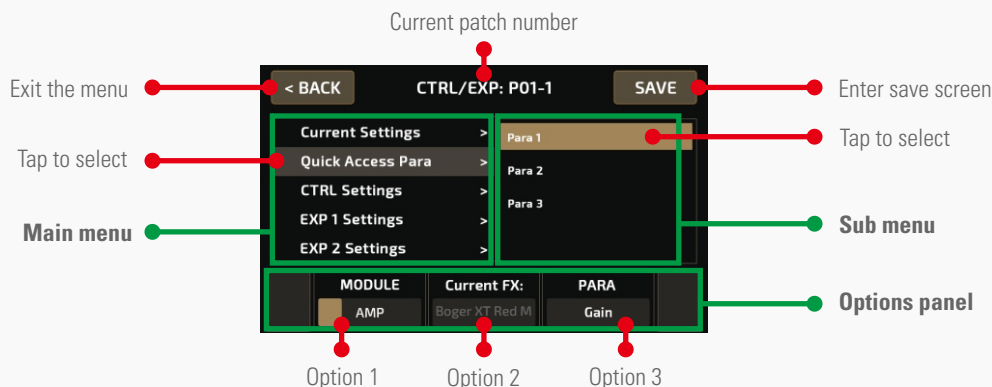 Current patch number
Exit the menu
< BACK
CTRL/EXP: P01-1
SAVE
Enter save screen
Tap to select
Current Settings >
Quick Access Para >
CTRL Settings >
EXP 1 Settings >
EXP 2 Settings >
Para 1
Para 2
Para 3
Tap to select
Main menu
Sub menu
MODULE
Current FX:
PARA
AMP
Boger XT Red M
Gain
Options panel
Option 1
Option 2
Option 3